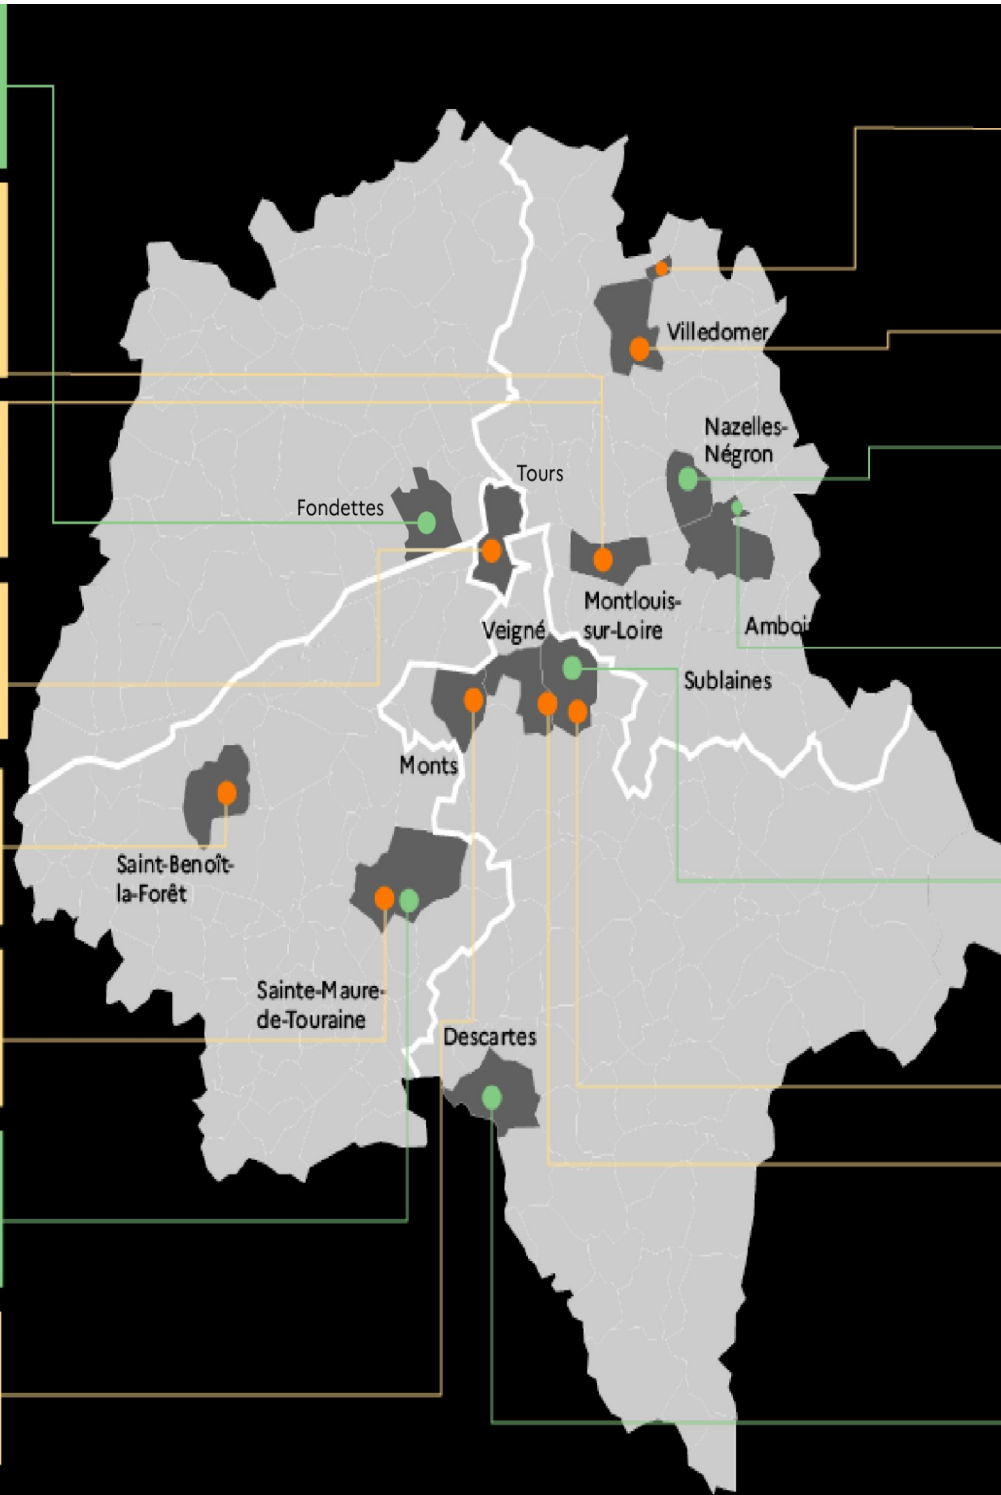 Villedomer
Nazelles-
Négron
Tours
Fondettes
Montlouis-
sur-Loire
Veigné
Amboi
Sublaines
Monts
Saint-Benoît-
la-Forêt
Sainte-Maure-
de-Touraine
Descartes